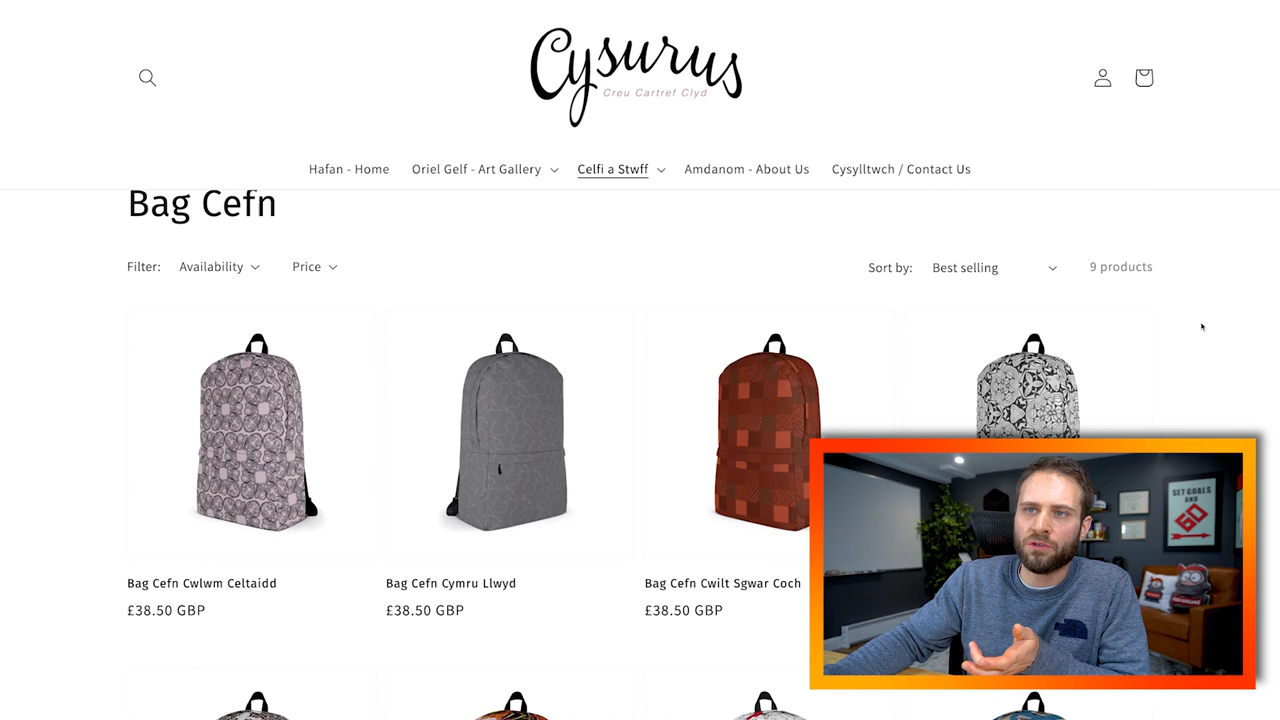 Cysurus
Creu Cartref Clyd
Hafan - Home
Oriel Gelf - Art Gallery
Celfi a Stwff
Amdanom - About Us
Cysylltwch / Contact Us
Bag Cefn
Filter:
Availability
Price
Sort by:
Best selling
9 products
Bag Cefn Cwlwm Celtaidd
£38.50 GBP
Bag Cefn Cymru Llwyd
£38.50 GBP
Bag Cefn Cwilt Sgwar Coch
£38.50 GBP
SET GOALS
AND
GO